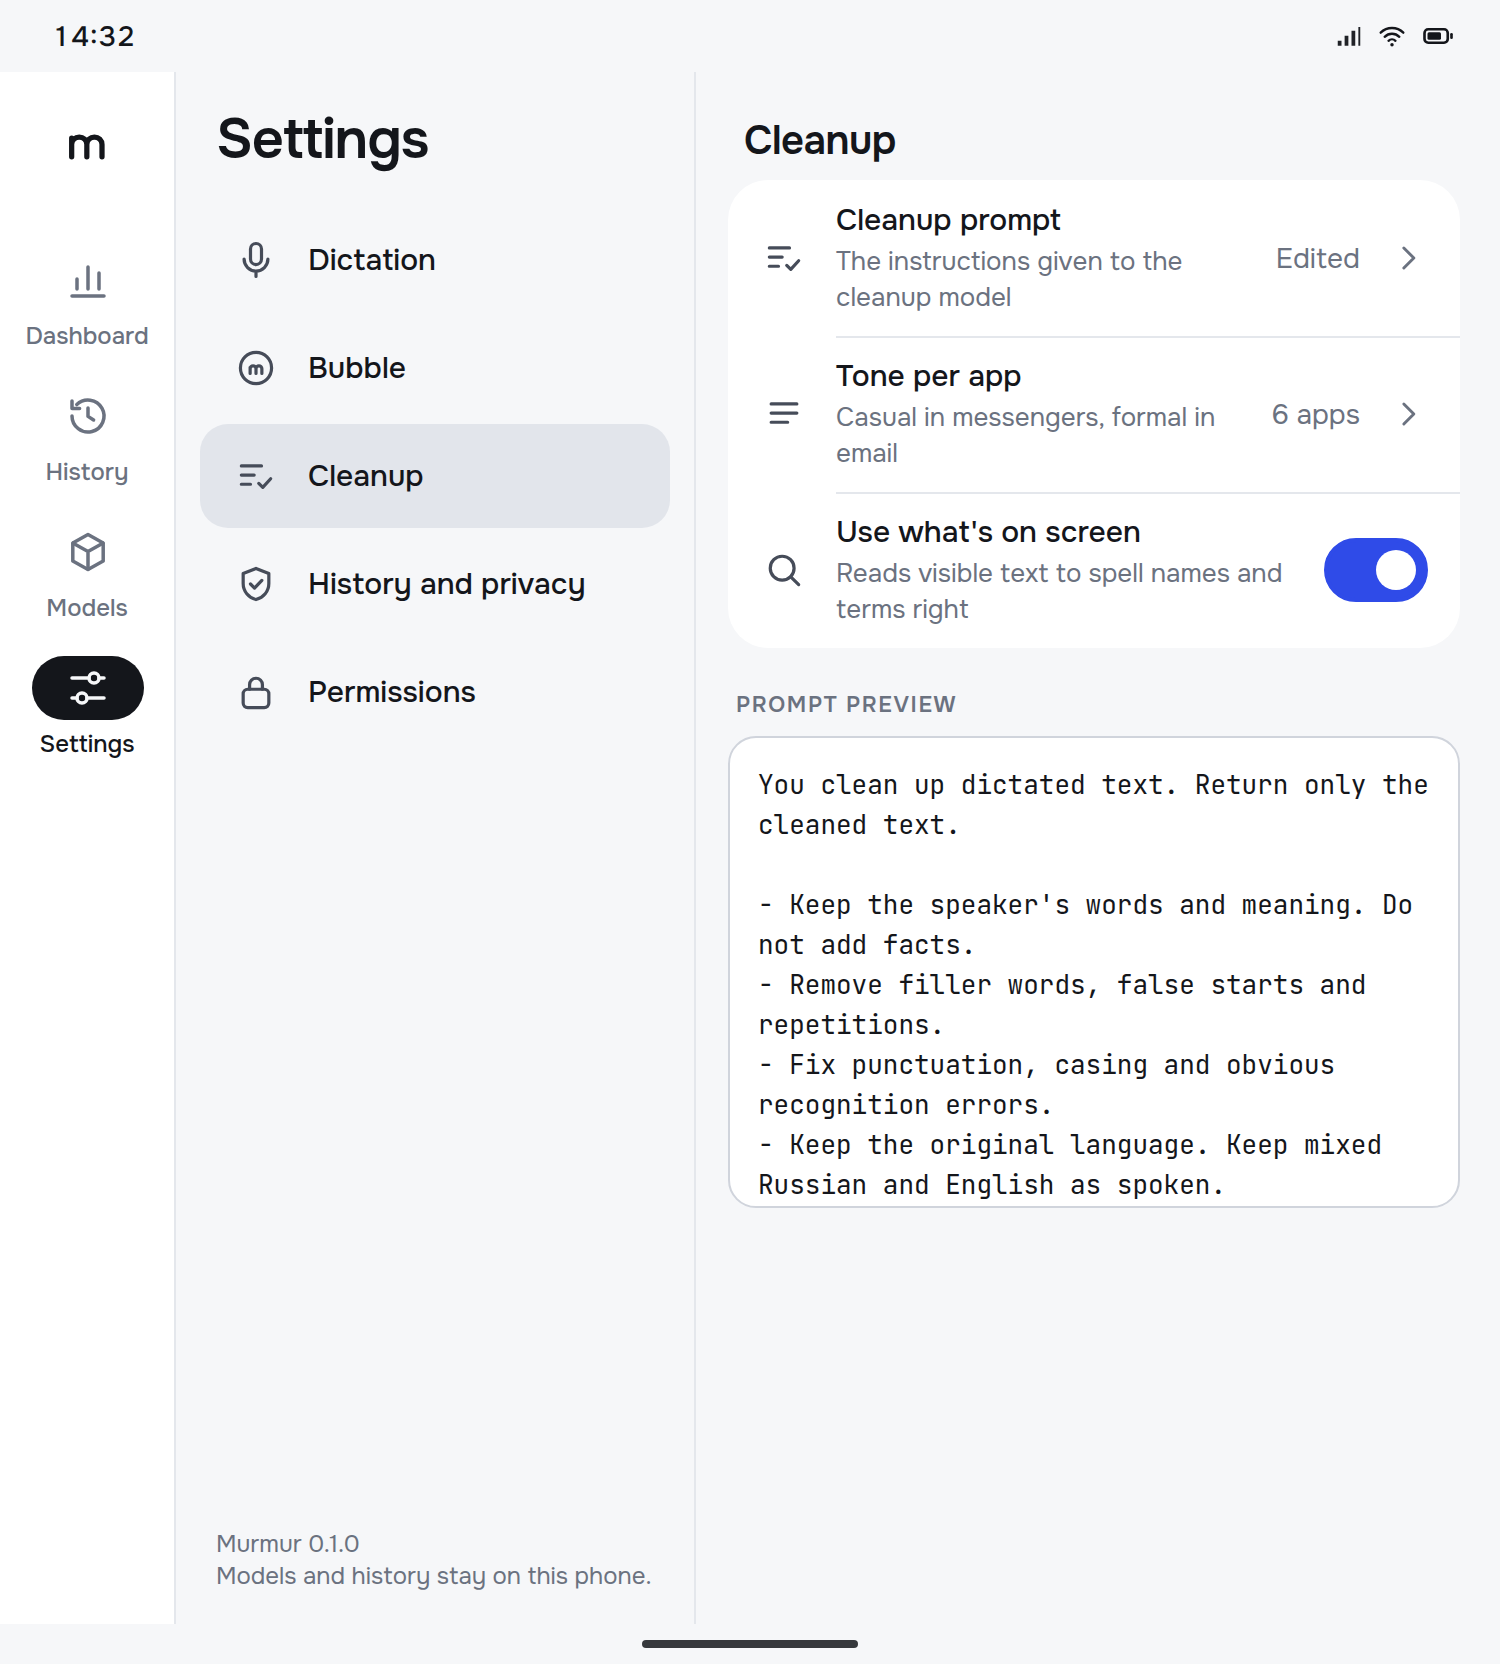 14:32
m
Dashboard
History
Models
Settings
Settings
Dictation
m
Bubble
Cleanup
History and privacy
Permissions
Murmur 0.1.0
Models and history stay on this phone.
Cleanup
Cleanup prompt
The instructions given to the
cleanup model
Edited
Tone per app
Casual in messengers, formal in
email
6 apps
Use what's on screen
Reads visible text to spell names and
terms right
PROMPT PREVIEW
You clean up dictated text. Return only the
cleaned text.
- Keep the speaker's words and meaning. Do
not add facts.
- Remove filler words, false starts and
repetitions.
- Fix punctuation, casing and obvious
recognition errors.
- Keep the original language. Keep mixed
Russian and English as spoken.